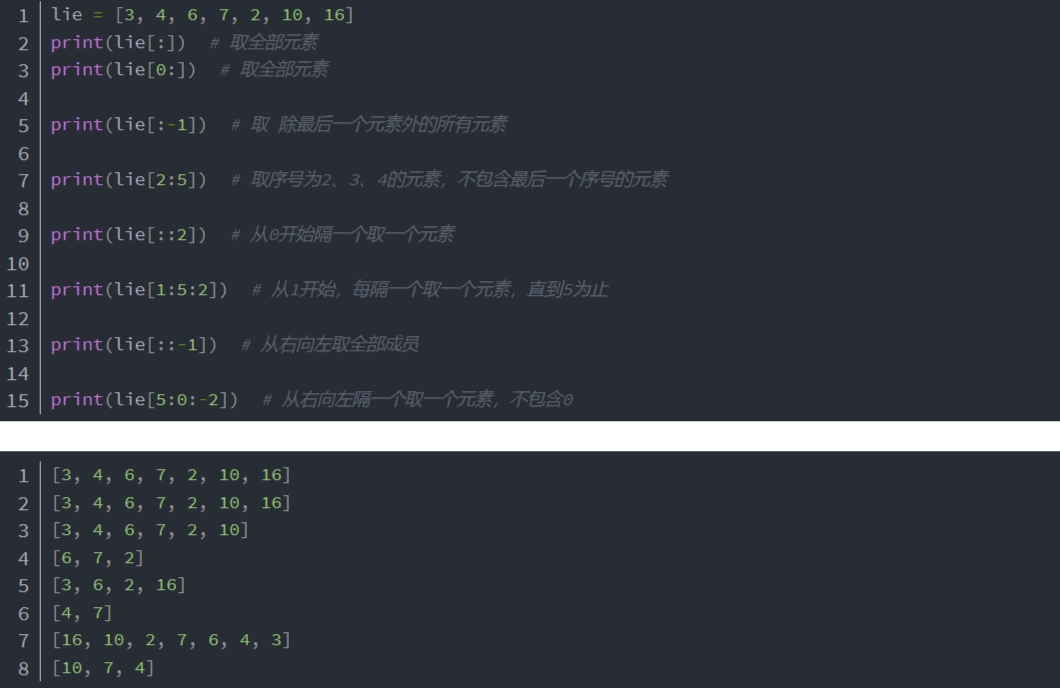 1 lie = [3, 4, 6, 7, 2, 10, 16]
2 print(lie[:])  # 取全部元素
3 print(lie[0:])  # 取全部元素
4
5 print(lie[:-1])  # 取 除最后一个元素外的所有元素
6
7 print(lie[2:5])  # 取序号为2、3、4的元素，不包含最后一个序号的元素
8
9 print(lie[::2])  # 从0开始隔一个取一个元素
10
11 print(lie[1:5:2])  # 从1开始，每隔一个取一个元素，直到5为止
12
13 print(lie[::-1])  # 从右向左取全部成员
14
15 print(lie[5:0:-2])  # 从右向左隔一个取一个元素，不包含0
1 [3, 4, 6, 7, 2, 10, 16]
2 [3, 4, 6, 7, 2, 10, 16]
3 [3, 4, 6, 7, 2, 10]
4 [6, 7, 2]
5 [3, 6, 2, 16]
6 [4, 7]
7 [16, 10, 2, 7, 6, 4, 3]
8 [10, 7, 4]